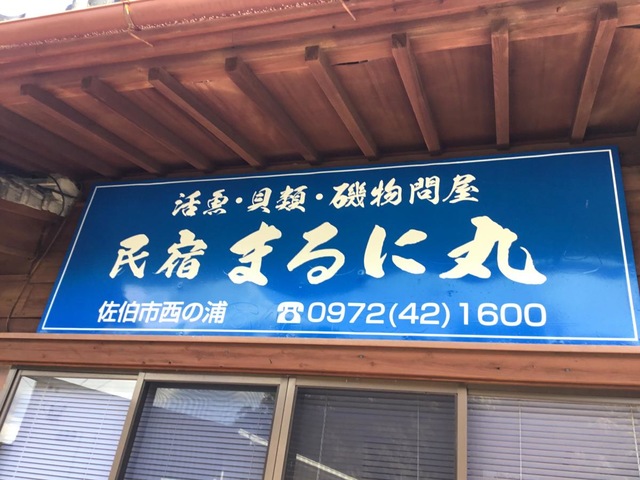 活魚・貝類・磯物問屋
民宿 まるに丸
佐伯市西の浦 ☎0972(42)1600